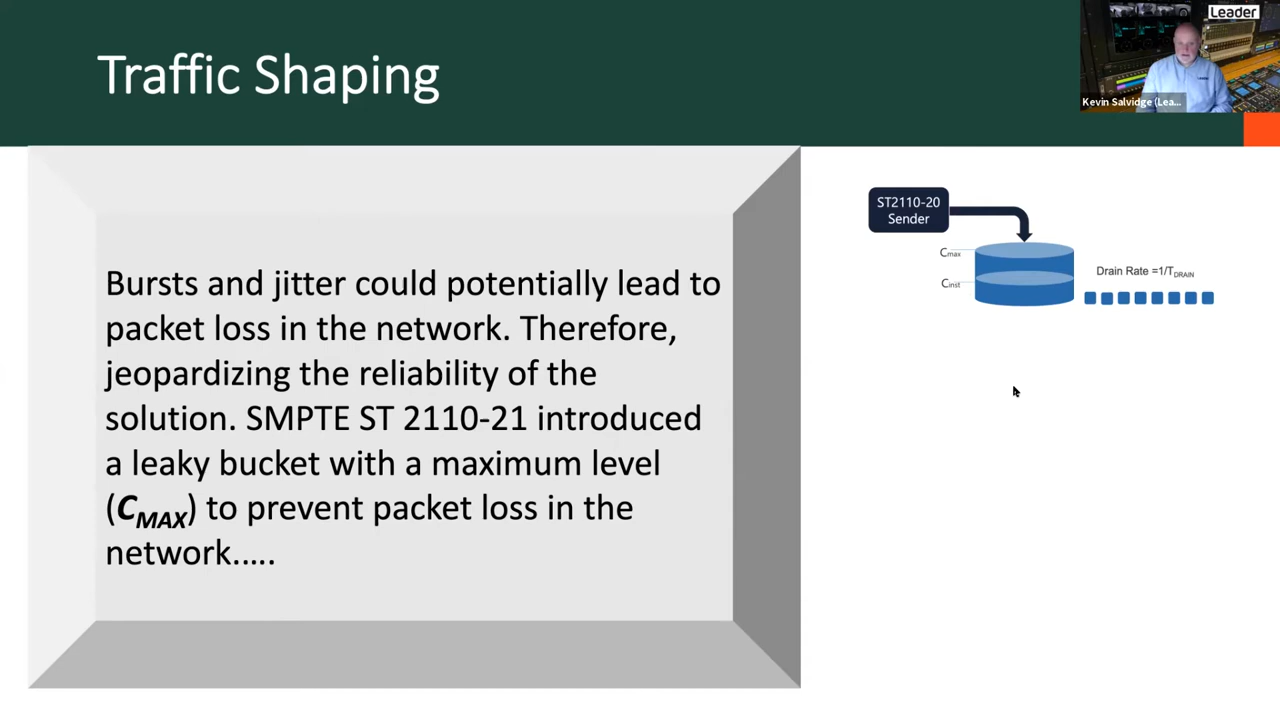 Traffic Shaping
Leader
Kevin Salvidge (Lea...
Bursts and jitter could potentially lead to
packet loss in the network. Therefore,
jeopardizing the reliability of the
solution. SMPTE ST 2110-21 introduced
a leaky bucket with a maximum level
(CMAX) to prevent packet loss in the
network.....
ST2110-20
Sender
Cmax
Cinst
Drain Rate =1/TDRAIN